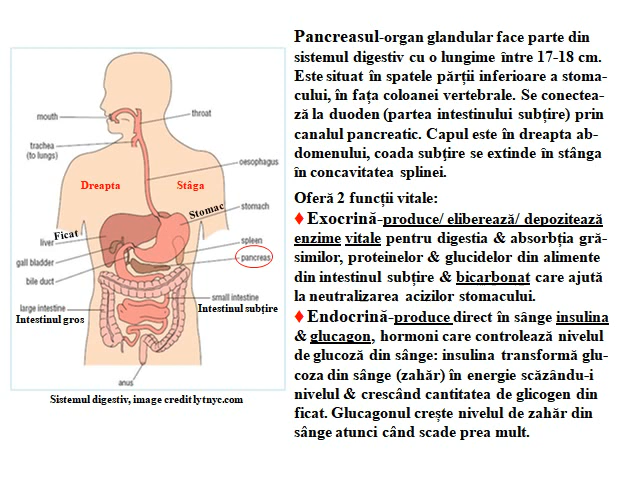 Pancreasul-organ glandular face parte din
sistemul digestiv cu o lungime între 17-18 cm.
Este situat în spatele părții inferioare a stoma-
cului, în fața coloanei vertebrale. Se conectea-
ză la duoden (partea intestinului subțire) prin
canalul pancreatic. Capul este în dreapta ab-
domenului, coada subțire se extinde în stânga
în concavitatea splinei.
Oferă 2 funcții vitale:
♦ Exocrină-produce/ eliberează/ depozitează
enzime vitale pentru digestia & absorbția gră-
similor, proteinelor & glucidelor din alimente
din intestinul subțire & bicarbonat care ajută
la neutralizarea acizilor stomacului.
♦ Endocrină-produce direct în sânge insulina
& glucagon, hormoni care controlează nivelul
de glucoză din sânge: insulina transformă glu-
coza din sânge (zahăr) în energie scăzându-i
nivelul & crescând cantitatea de glicogen din
ficat. Glucagonul crește nivelul de zahăr din
sânge atunci când scade prea mult.
mouth
throat
trachea
(to lungs)
oesophagus
Dreapta
Stâga
Stomac
stomach
Ficat
liver
spleen
gall bladder
pancreas
bile duct
small intestine
Intestinul subțire
large intestine
Intestinul gros
anus
Sistemul digestiv, image credit lytnyc.com